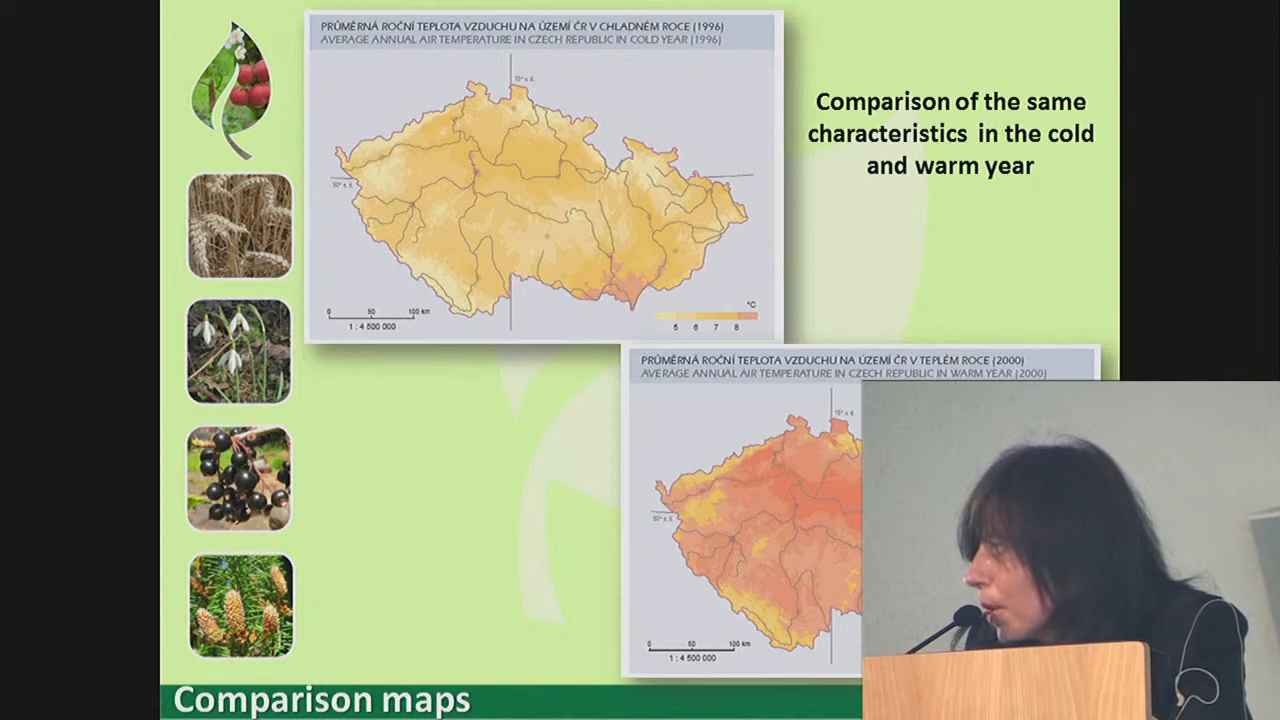 PRŮMĚRNÁ ROČNÍ TEPLOTA VZDUCHU NA ÚZEMÍ ČR V CHLADNÉM ROCE (1996)
AVERAGE ANNUAL AIR TEMPERATURE IN CZECH REPUBLIC IN COLD YEAR (1996)
Comparison of the same
characteristics in the cold
and warm year
50° s. š.
0 50 100 km
1 : 4 500 000
°C
5 6 7 8
PRŮMĚRNÁ ROČNÍ TEPLOTA VZDUCHU NA ÚZEMÍ ČR V TEPLÉM ROCE (2000)
AVERAGE ANNUAL AIR TEMPERATURE IN CZECH REPUBLIC IN WARM YEAR (2000)
50° s. š.
0 50 100 km
1 : 4 500 000
Comparison maps